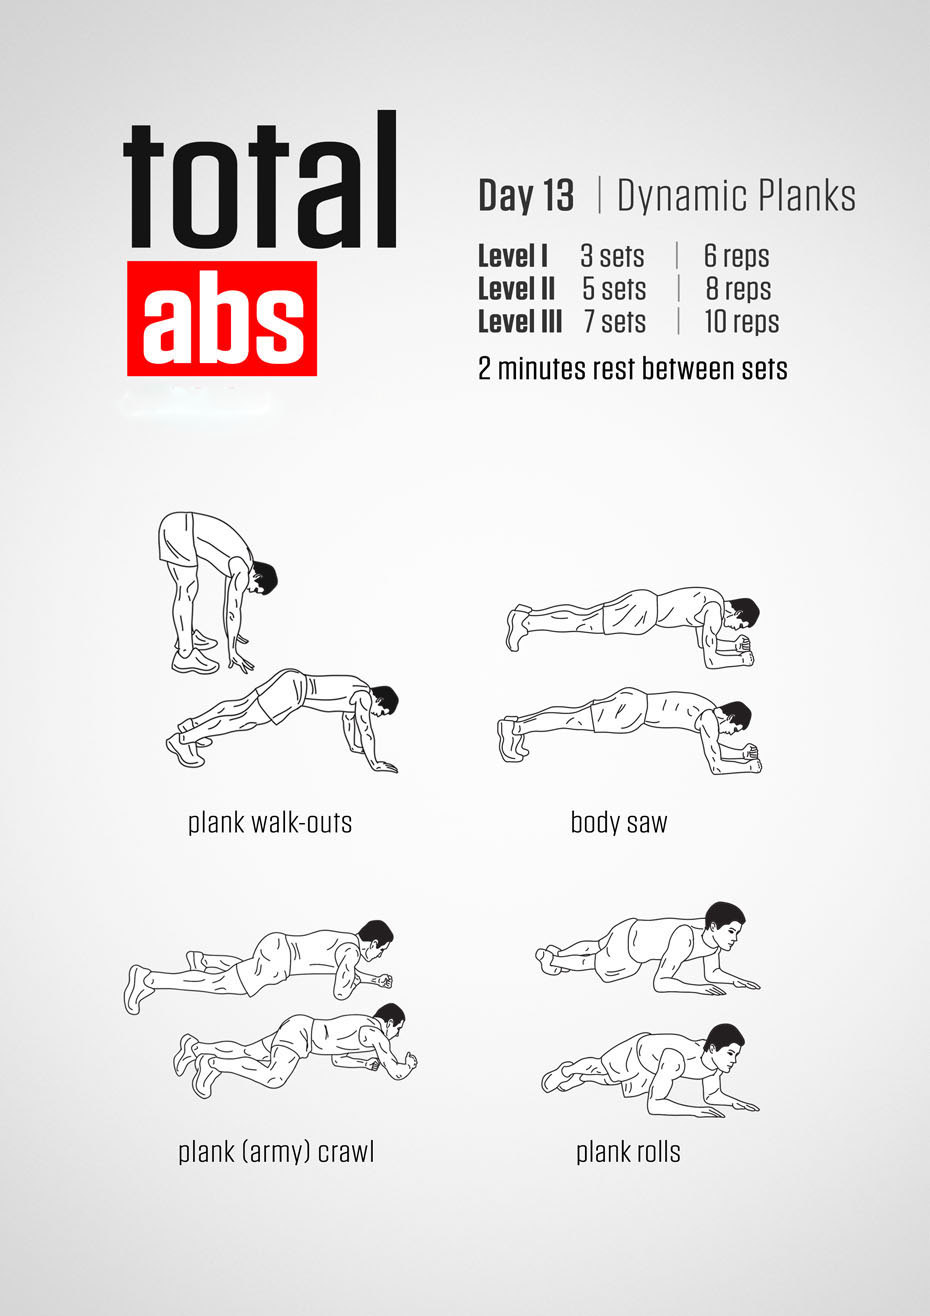 total
abs
Day 13 | Dynamic Planks
Level I 3 sets | 6 reps
Level II 5 sets | 8 reps
Level III 7 sets | 10 reps
2 minutes rest between sets
plank walk-outs
body saw
plank (army) crawl
plank rolls